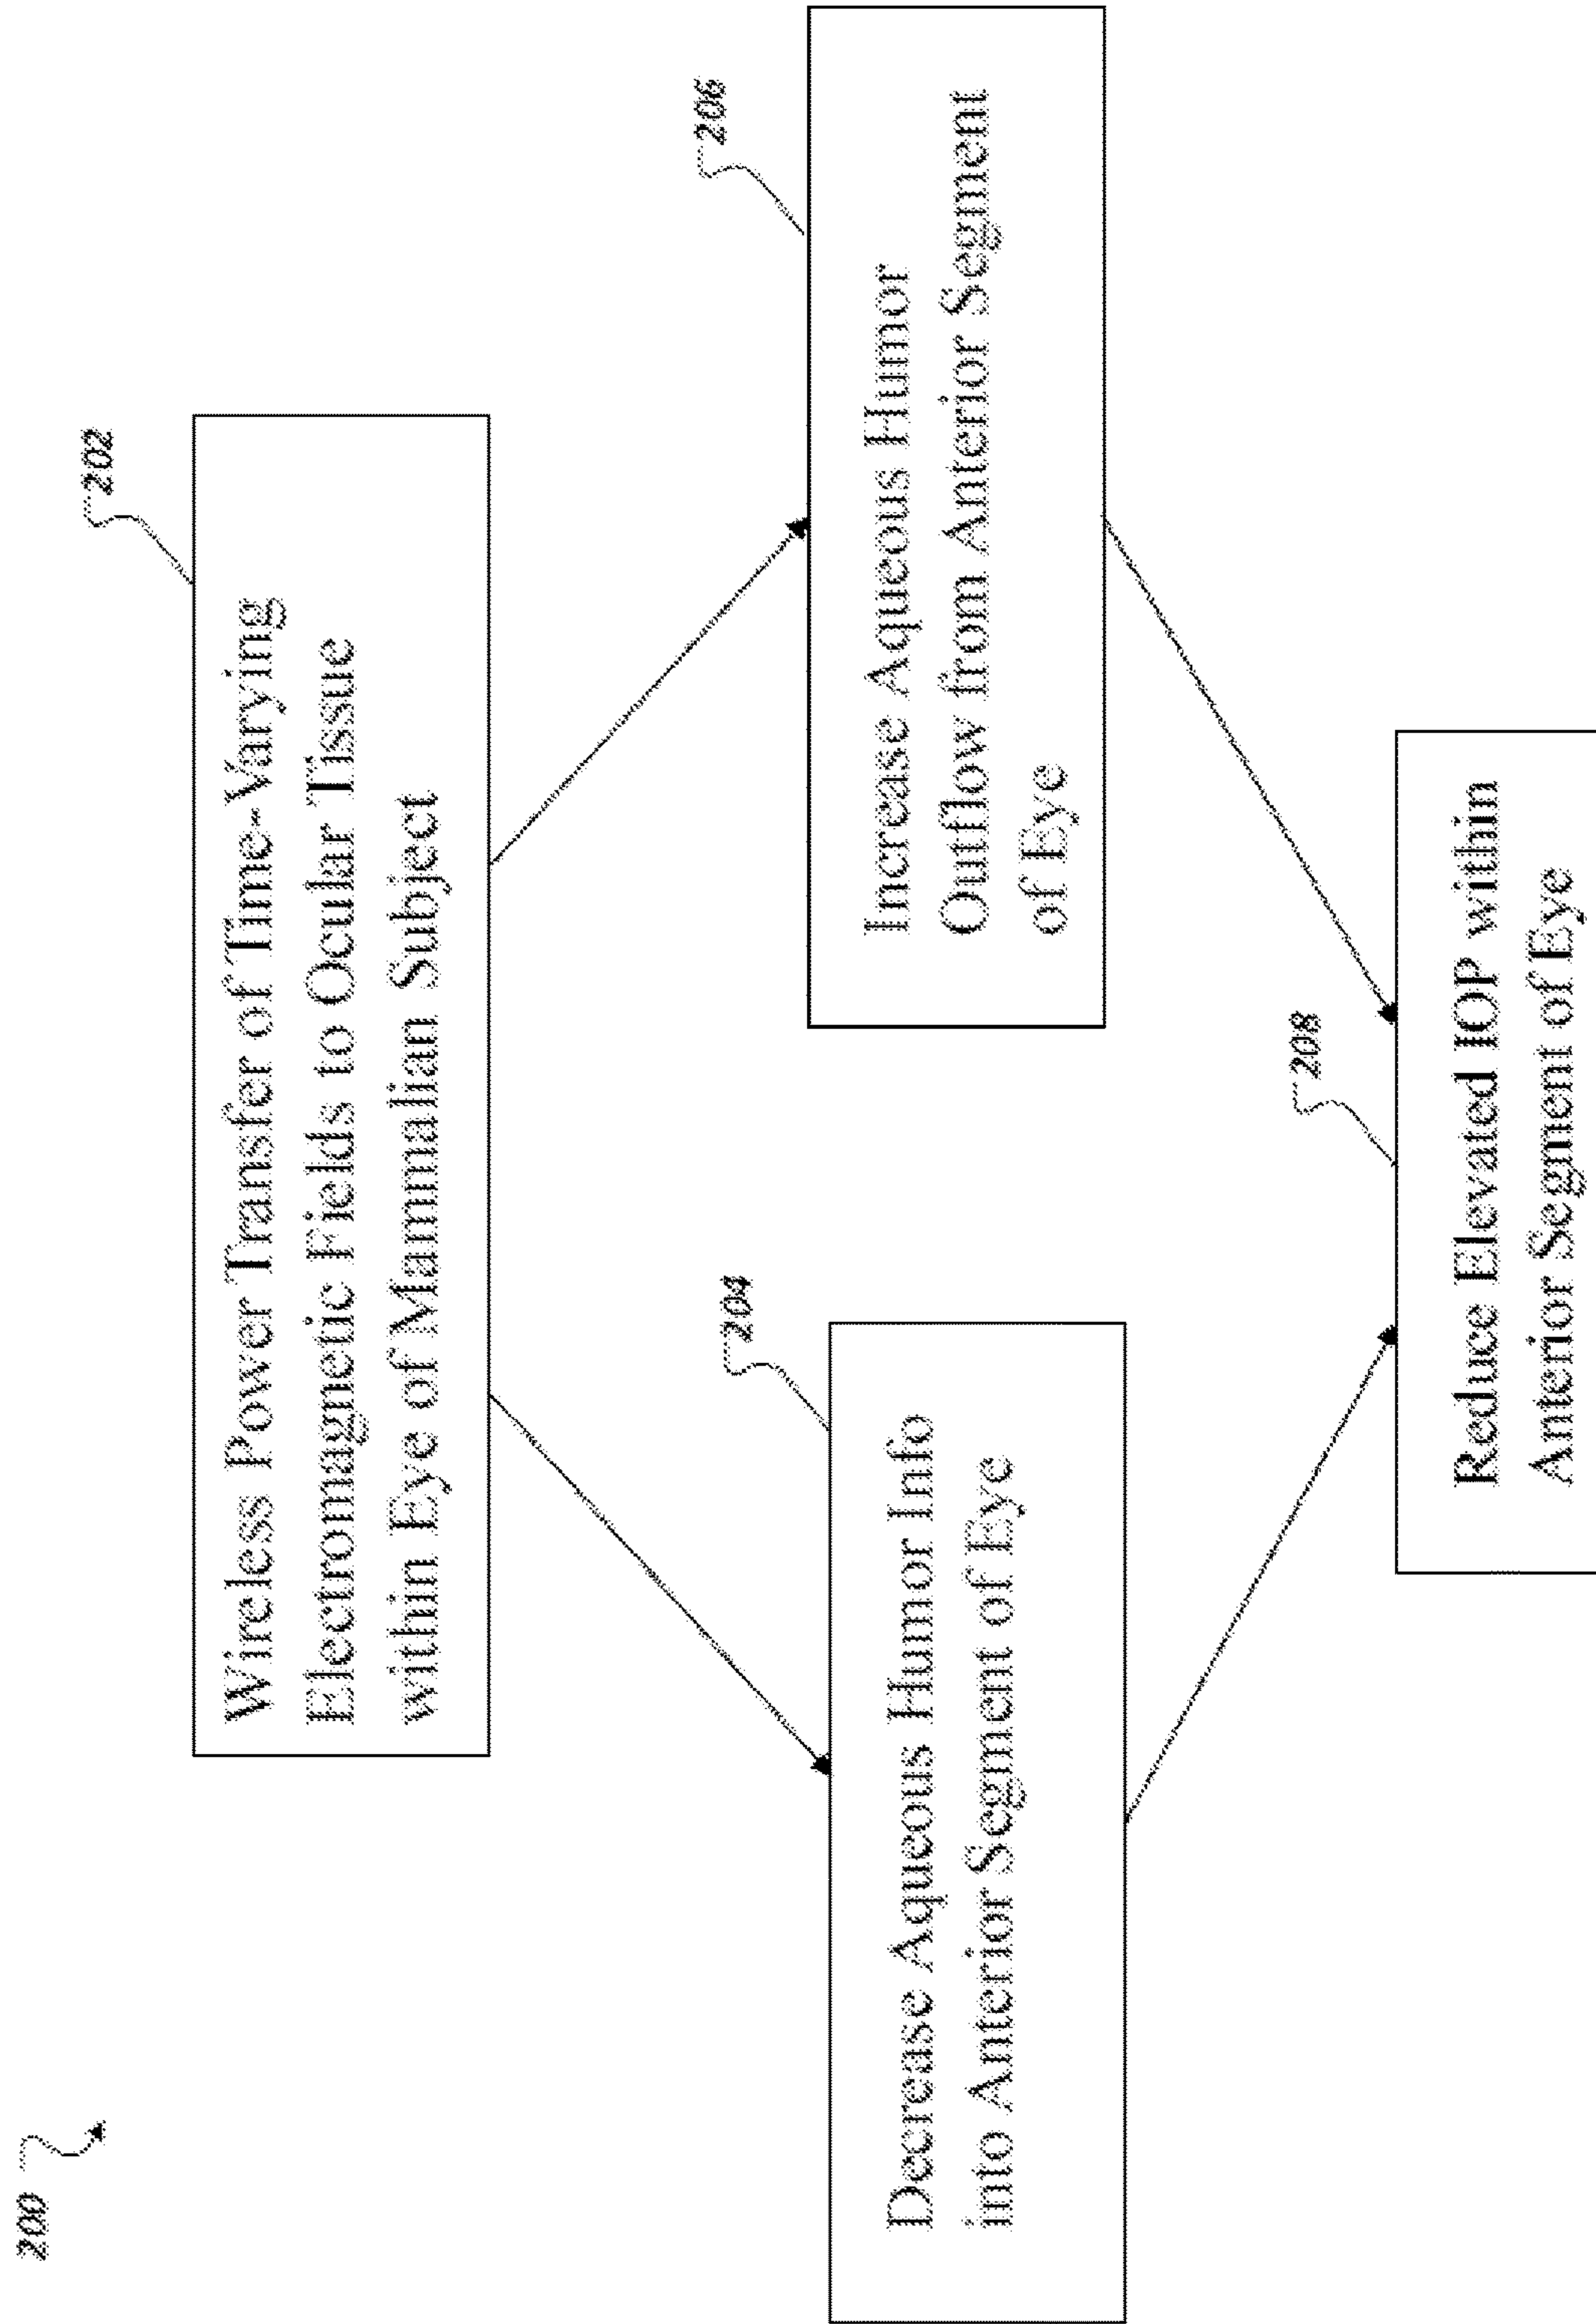 200
202
Wireless Power Transfer of Time-Varying
Electromagnetic Fields to Ocular Tissue
within Eye of Mammalian Subject
204
Decrease Aqueous Humor Info
into Anterior Segment of Eye
206
Increase Aqueous Humor
Outflow from Anterior Segment
of Eye
208
Reduce Elevated IOP within
Anterior Segment of Eye